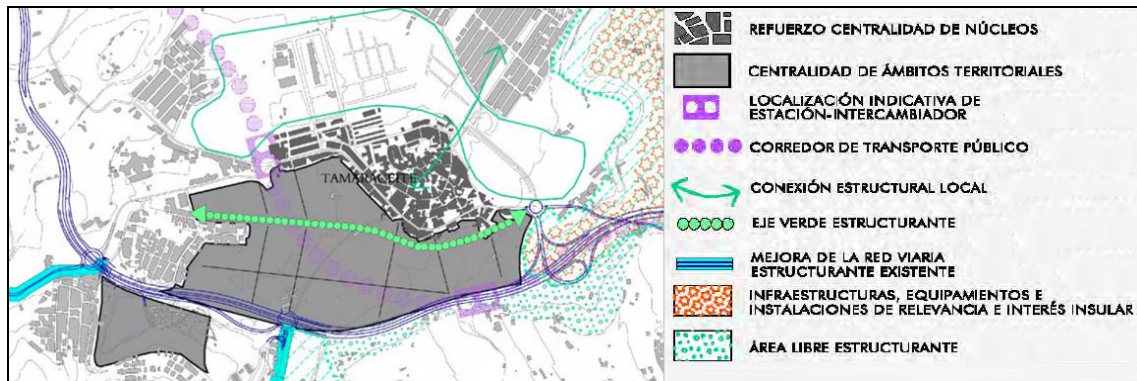 TAMARACEITE
REFUERZO CENTRALIDAD DE NÚCLEOS
CENTRALIDAD DE ÁMBITOS TERRITORIALES
LOCALIZACIÓN INDICATIVA DE
ESTACIÓN-INTERCAMBIADOR
CORREDOR DE TRANSPORTE PÚBLICO
CONEXIÓN ESTRUCTURAL LOCAL
EJE VERDE ESTRUCTURANTE
MEJORA DE LA RED VIARIA
ESTRUCTURANTE EXISTENTE
INFRAESTRUCTURAS, EQUIPAMIENTOS E
INSTALACIONES DE RELEVANCIA E INTERÉS INSULAR
ÁREA LIBRE ESTRUCTURANTE